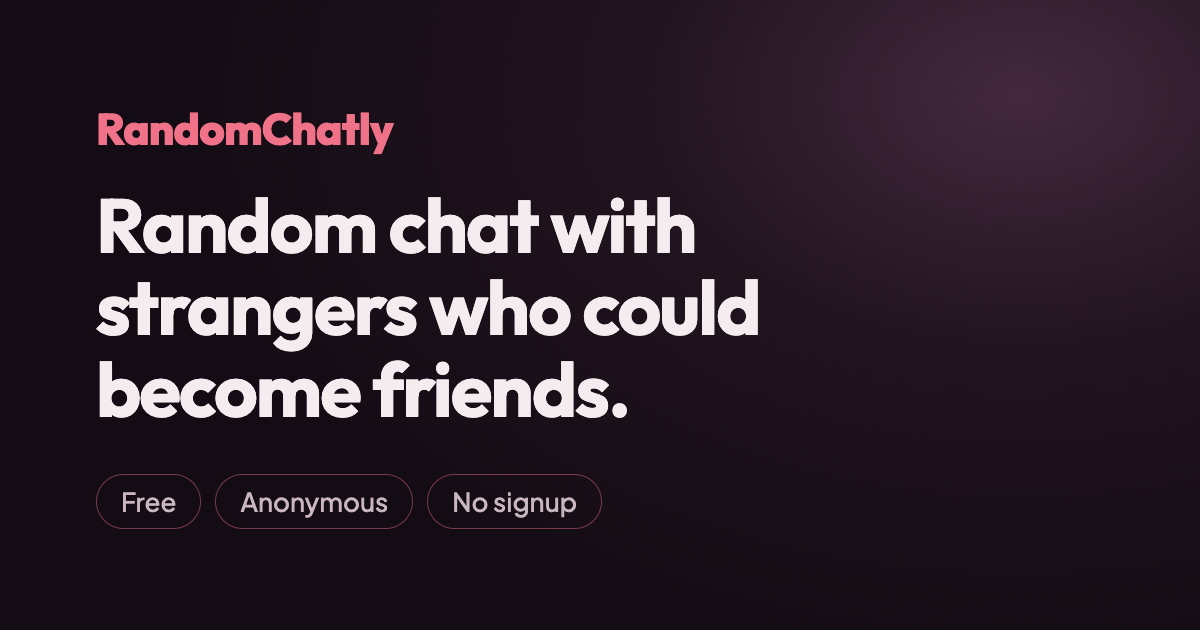 RandomChatly
Random chat with
strangers who could
become friends.
Free
Anonymous
No signup